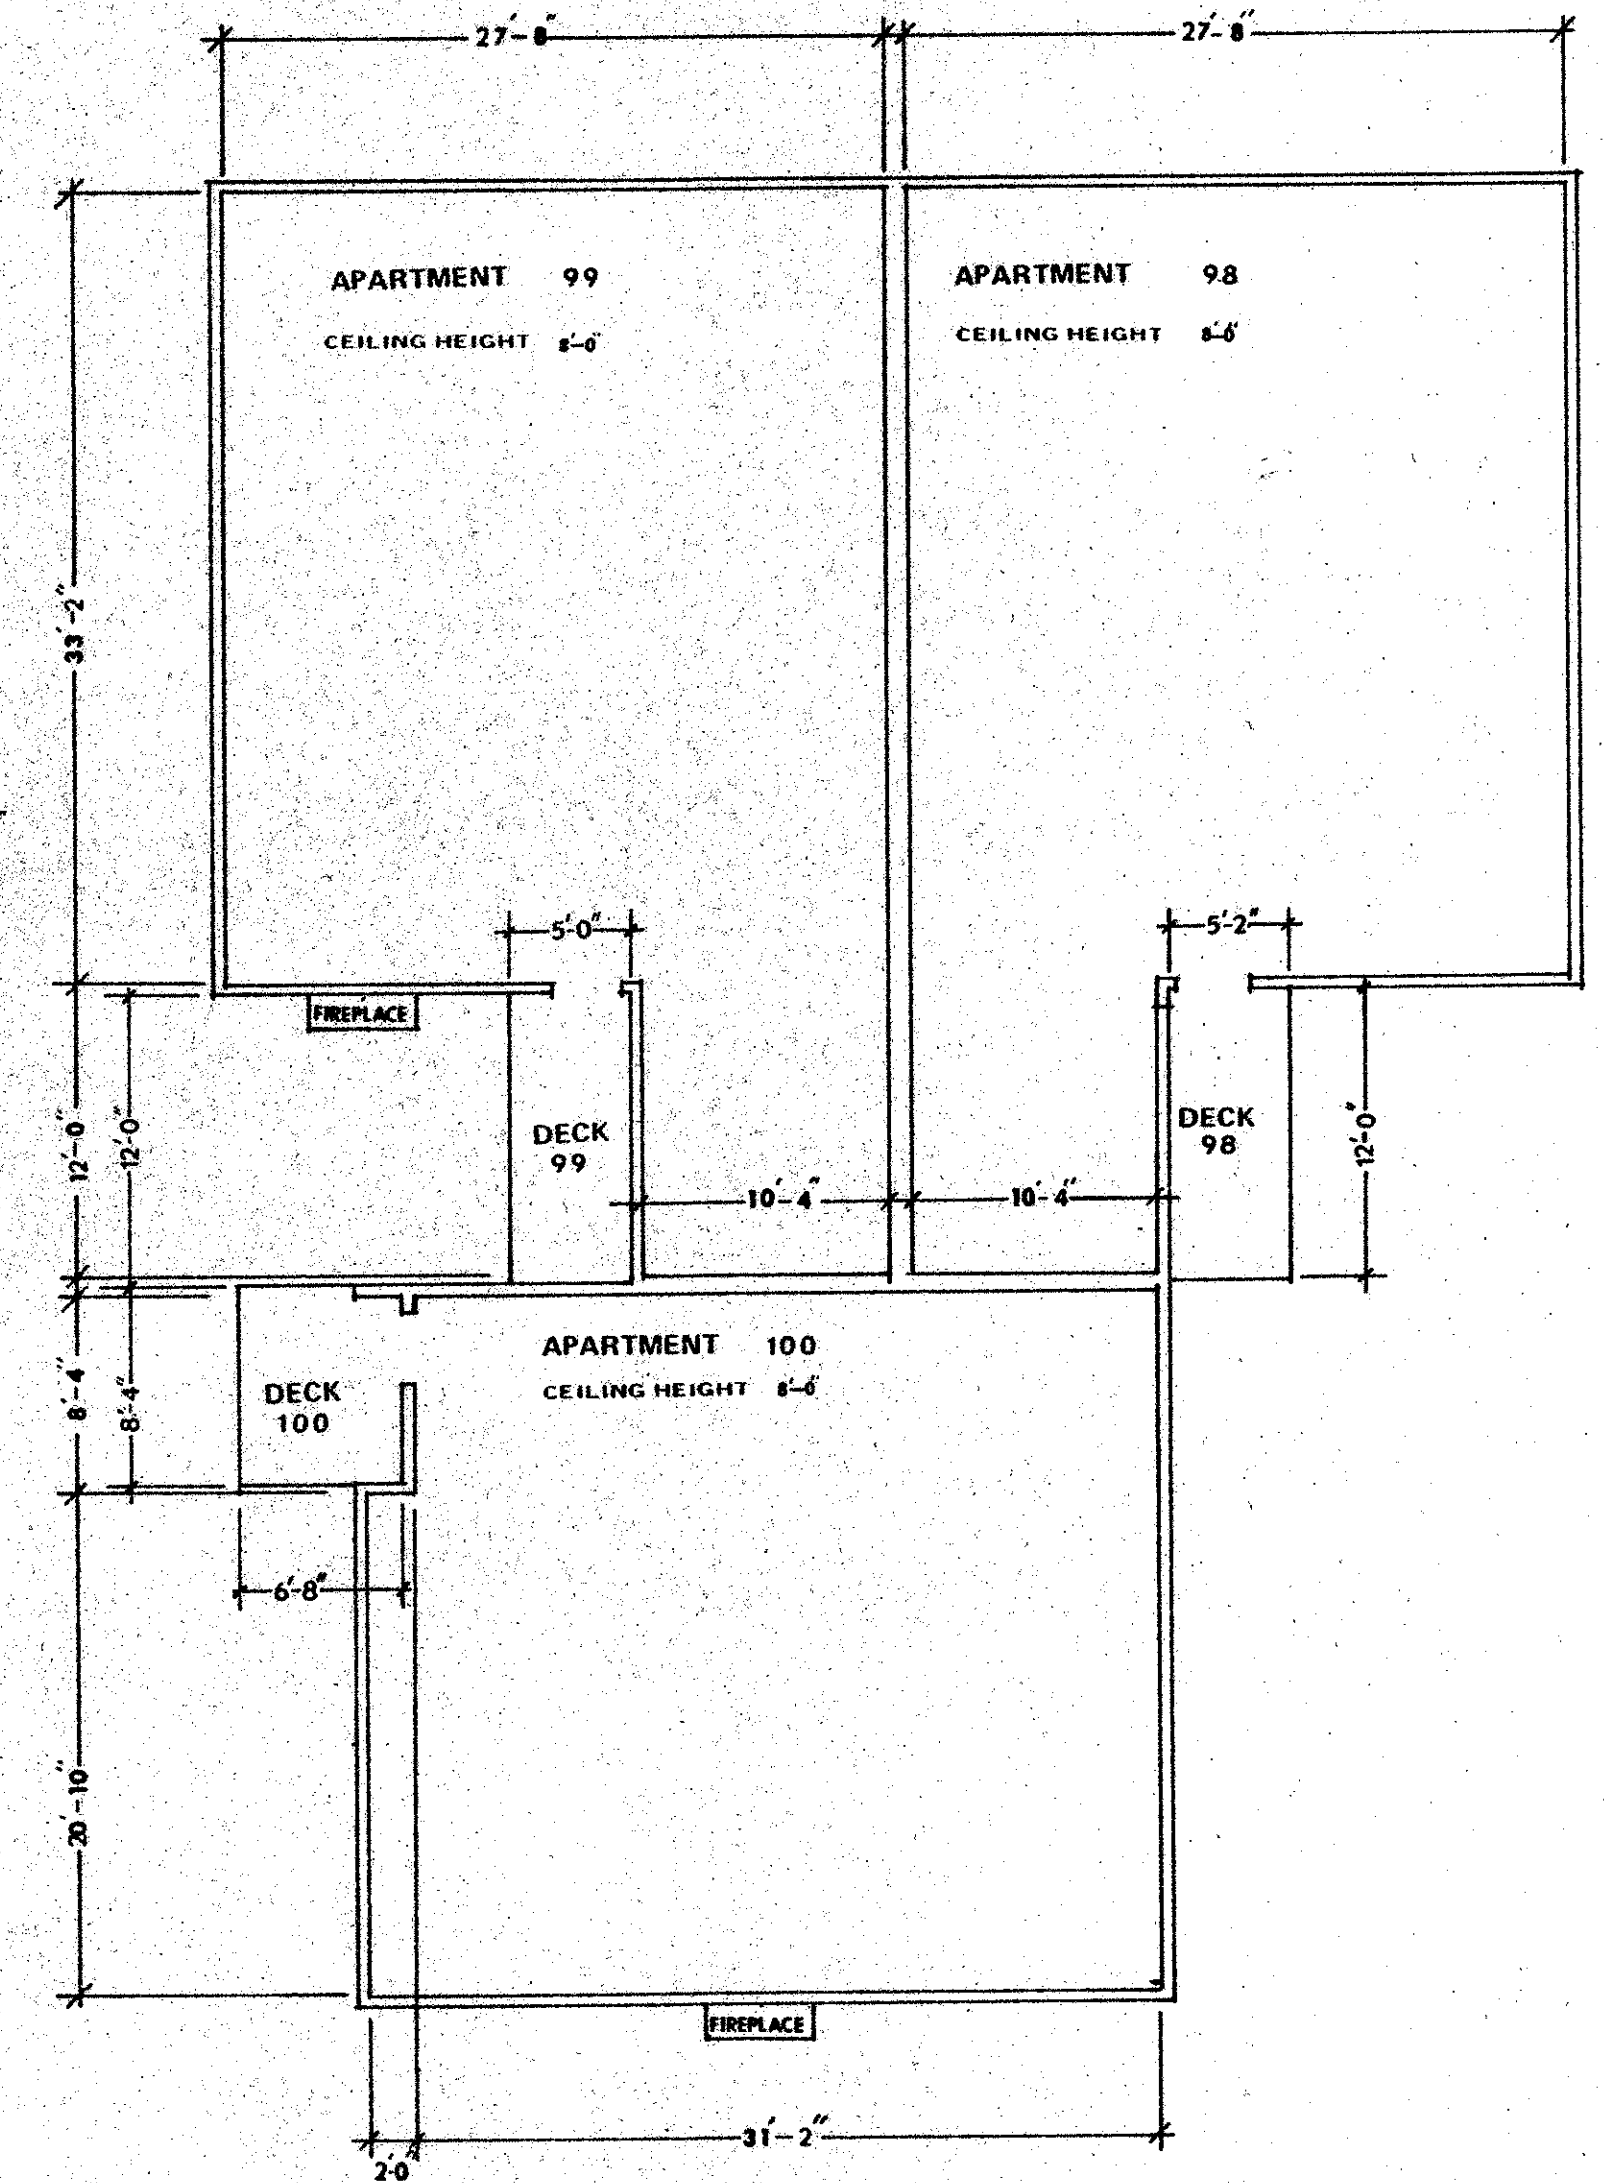 27'-8" 27'-8"
APARTMENT 99
CEILING HEIGHT 8'-0"
APARTMENT 98
CEILING HEIGHT 8'-0"
33'-2"
5'-0" 5'-2"
FIREPLACE
12'-0" 12'-0"
DECK
99
DECK
98
12'-0"
10'-4" 10'-4"
APARTMENT 100
CEILING HEIGHT 8'-0"
8'-4" 8'-4"
DECK
100
6'-8"
20'-10"
FIREPLACE
31'-2"
2'-0"